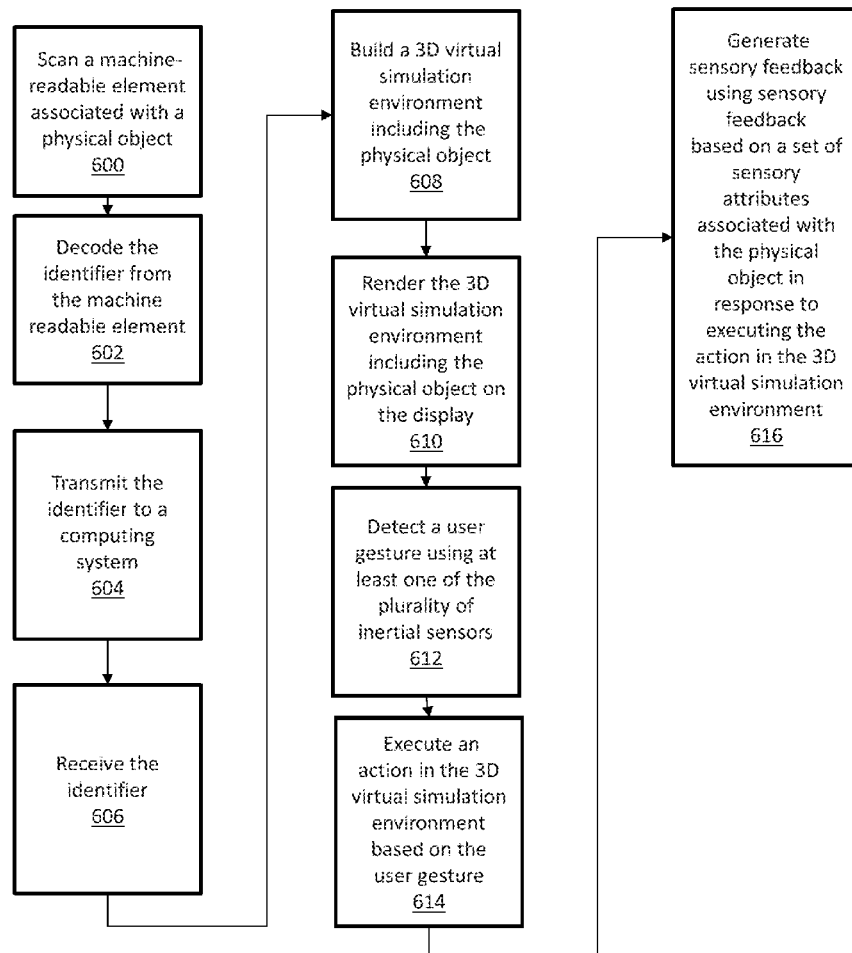 Scan a machine-
readable element
associated with a
physical object
600
Decode the
identifier from
the machine
readable element
602
Transmit the
identifier to a
computing
system
604
Receive the
identifier
606
Build a 3D virtual
simulation
environment
including the
physical object
608
Render the 3D
virtual simulation
environment
including the
physical object on
the display
610
Detect a user
gesture using at
least one of the
plurality of
inertial sensors
612
Execute an
action in the 3D
virtual simulation
environment
based on the
user gesture
614
Generate
sensory feedback
using sensory
feedback
based on a set of
sensory
attributes
associated with
the physical
object in
response to
executing the
action in the 3D
virtual simulation
environment
616